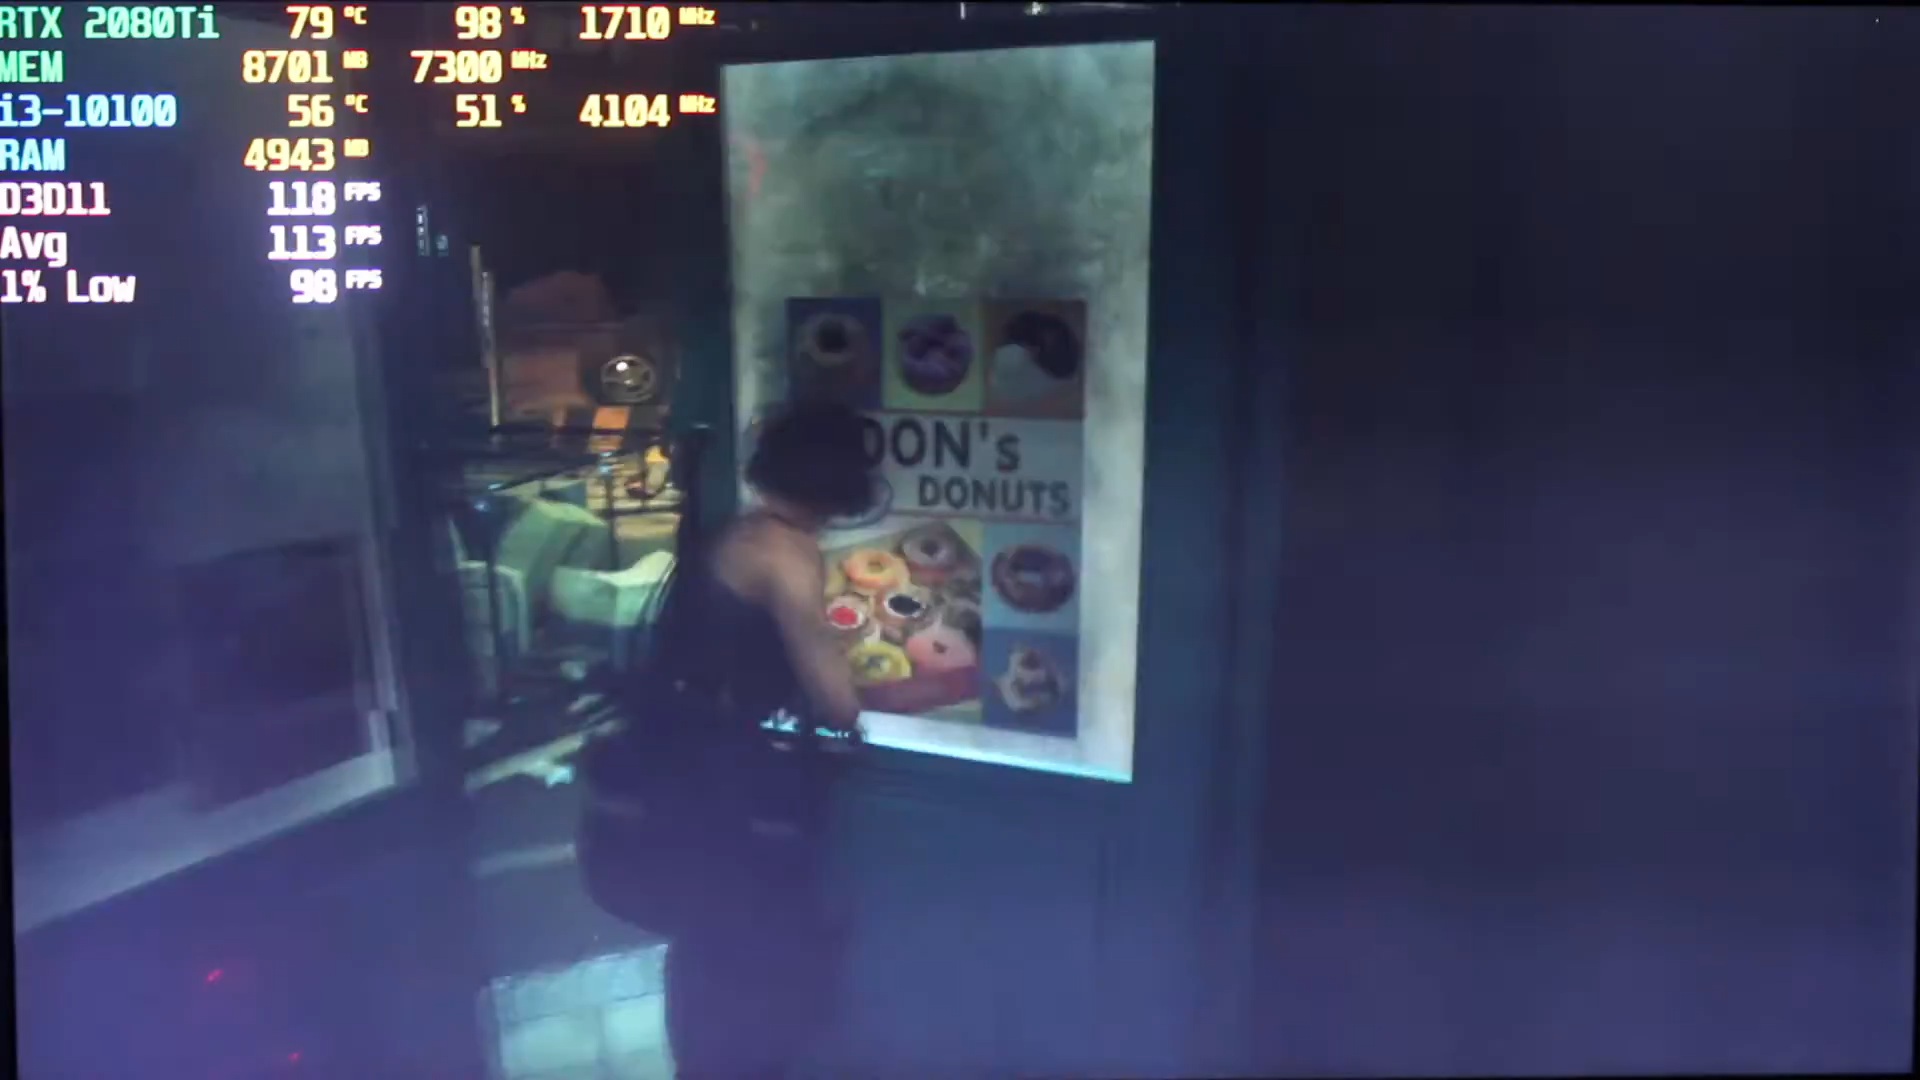 RTX 2080Ti 79 °C 98 % 1710 MHz
MEM 8701 MB 7300 MHz
i3-10100 56 °C 51 % 4104 MHz
RAM 4943 MB
D3D11 118 FPS
Avg 113 FPS
1% Low 98 FPS
DON's
DONUTS